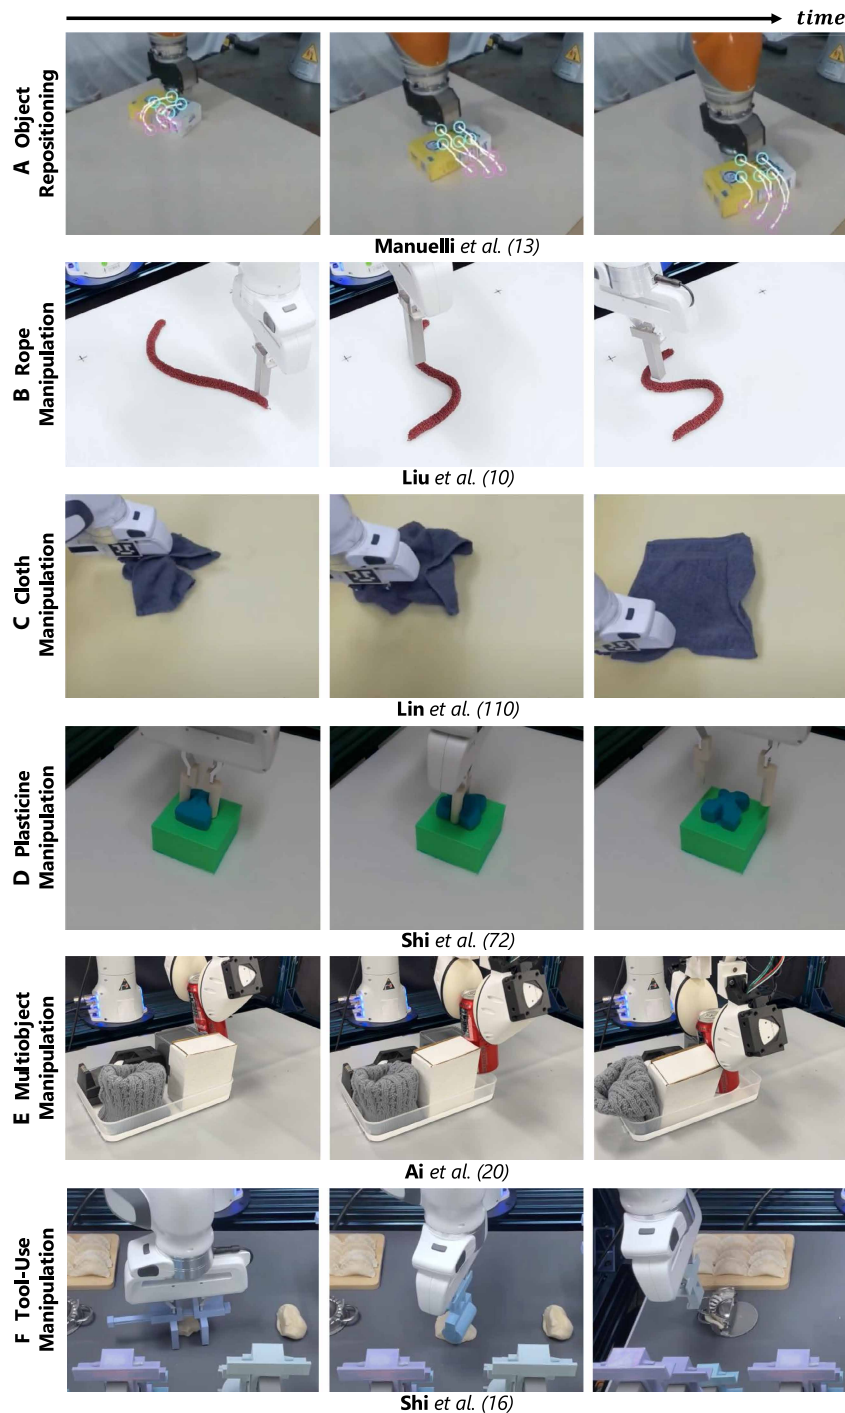 time
A Object
Repositioning
Manuelli et al. (13)
B Rope
Manipulation
Liu et al. (10)
C Cloth
Manipulation
Lin et al. (110)
D Plasticine
Manipulation
Shi et al. (72)
E Multiobject
Manipulation
Ai et al. (20)
F Tool-Use
Manipulation
Shi et al. (16)